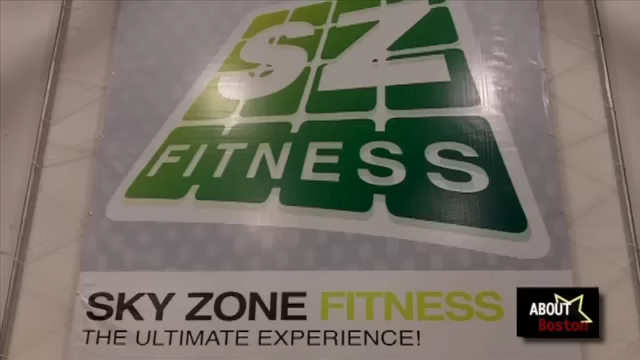 SZ
FITNESS
SKY ZONE FITNESS
THE ULTIMATE EXPERIENCE!
ABOUT
Boston